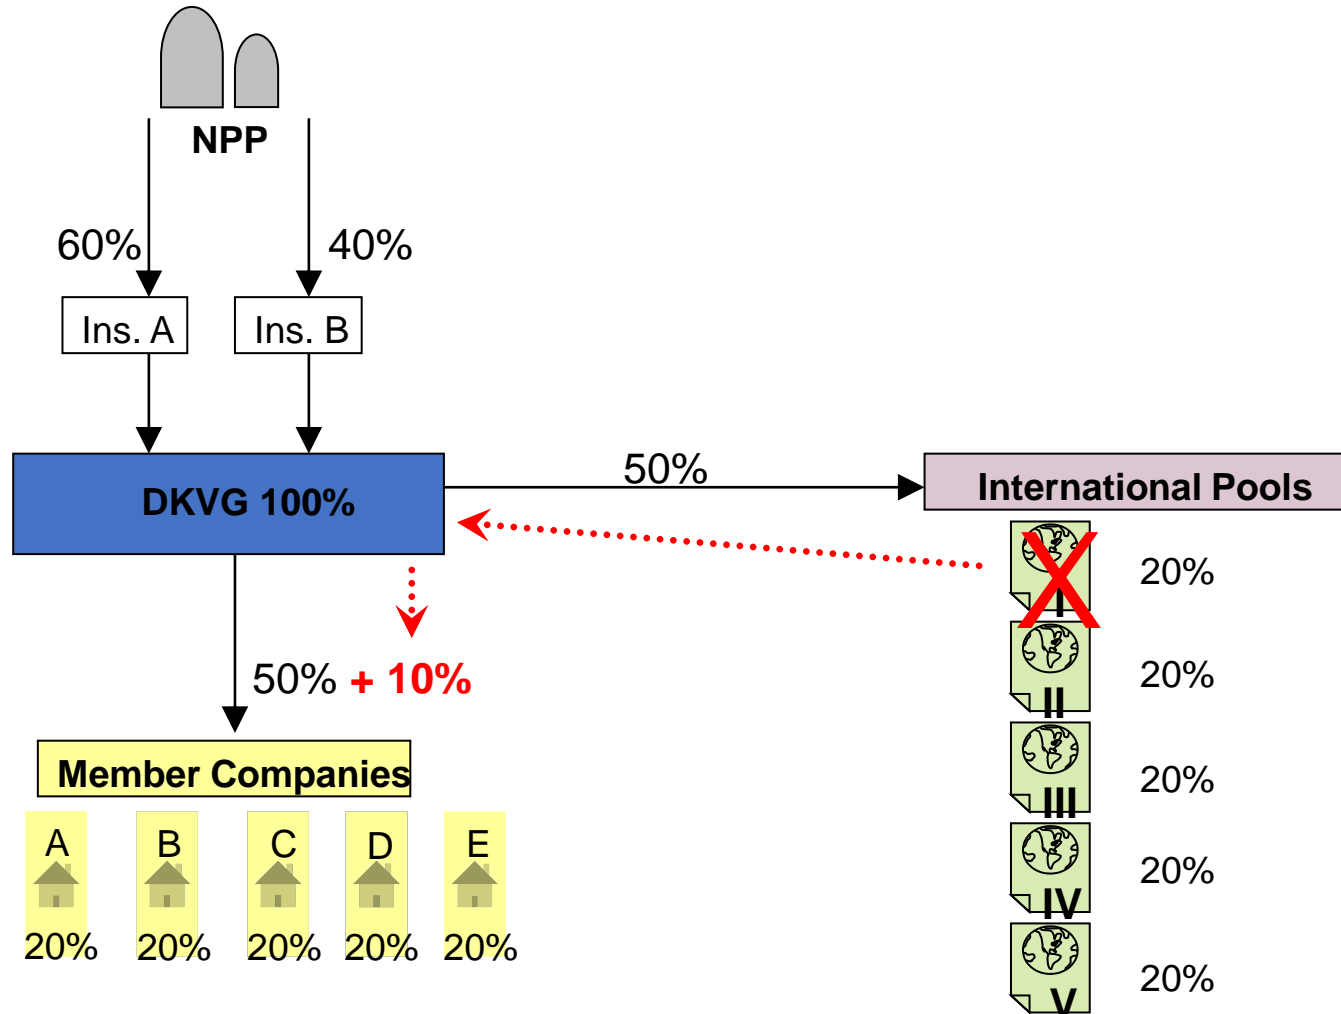 NPP
60%
40%
Ins. A
Ins. B
DKVG 100%
50%
International Pools
I
X
20%
II
20%
III
20%
IV
20%
V
20%
50% + 10%
Member Companies
A B C D E
20% 20% 20% 20% 20%